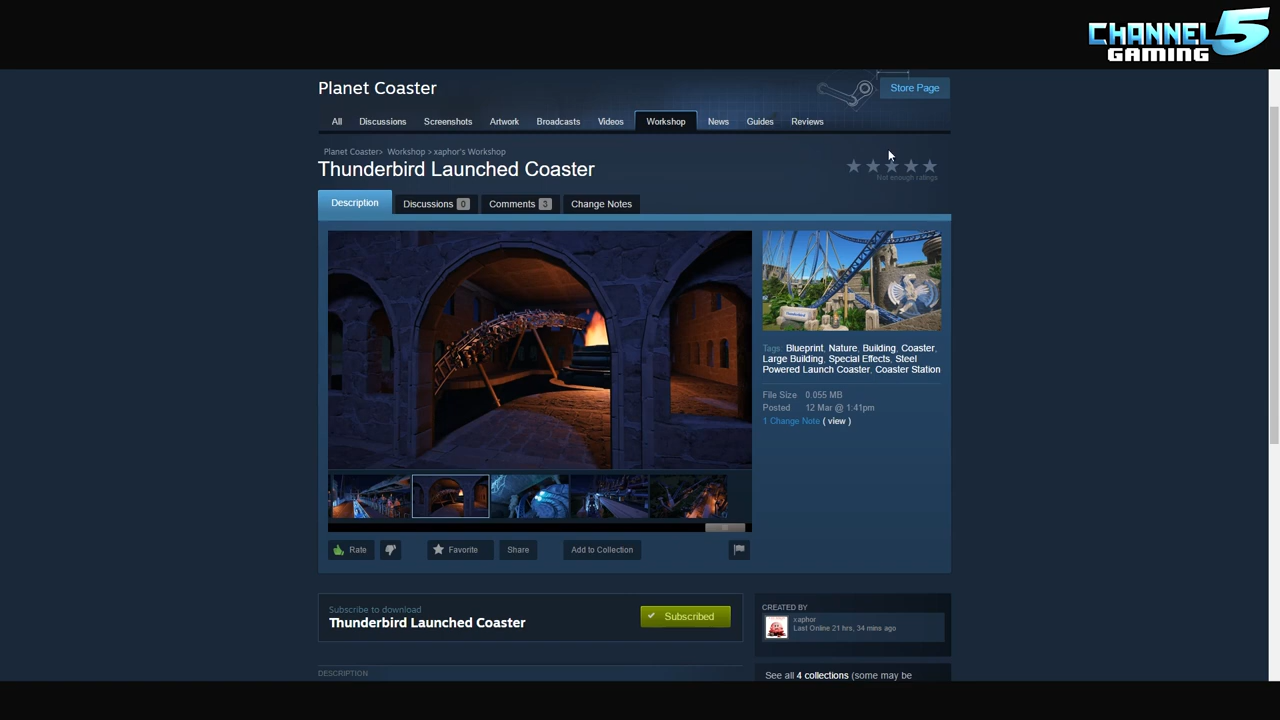 CHANNEL 5
GAMING
Planet Coaster
Store Page
All Discussions Screenshots Artwork Broadcasts Videos Workshop News Guides Reviews
Planet Coaster> Workshop > xaphor's Workshop
Thunderbird Launched Coaster
Not enough ratings
Description Discussions 0 Comments 3 Change Notes
Tags: Blueprint, Nature, Building, Coaster,
Large Building, Special Effects, Steel
Powered Launch Coaster, Coaster Station
File Size 0.055 MB
Posted 12 Mar @ 1:41pm
1 Change Note ( view )
Rate Favorite Share Add to Collection
Subscribe to download
Thunderbird Launched Coaster
Subscribed
CREATED BY
xaphor
Last Online 21 hrs, 34 mins ago
DESCRIPTION
See all 4 collections (some may be